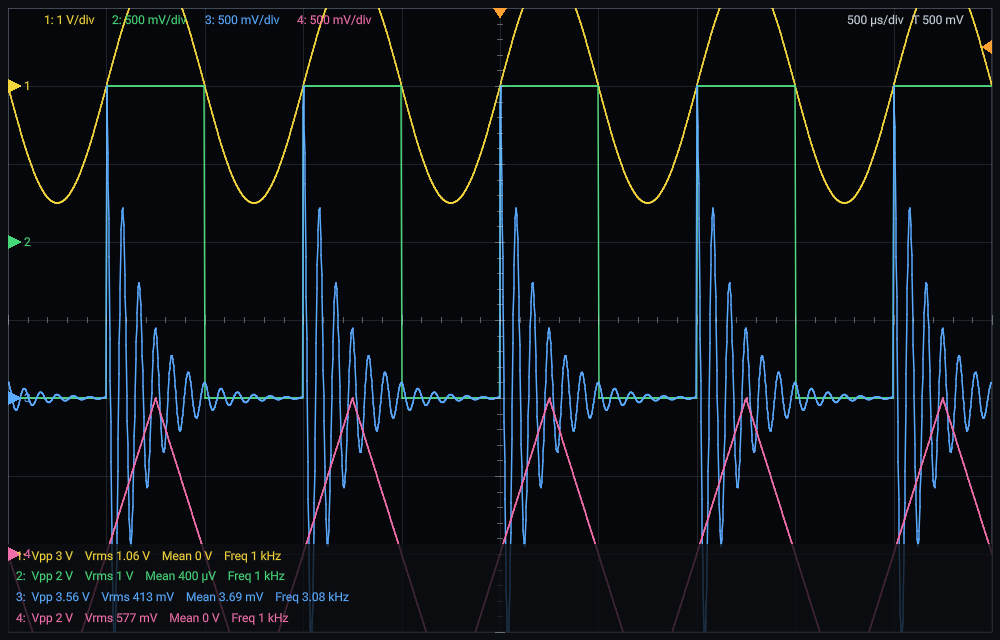 1: 1 V/div 2: 500 mV/div 3: 500 mV/div 4: 500 mV/div 500 µs/div T 500 mV
1
2
3
4
1: Vpp 3 V Vrms 1.06 V Mean 0 V Freq 1 kHz
2: Vpp 2 V Vrms 1 V Mean 400 µV Freq 1 kHz
3: Vpp 3.56 V Vrms 413 mV Mean 3.69 mV Freq 3.08 kHz
4: Vpp 2 V Vrms 577 mV Mean 0 V Freq 1 kHz